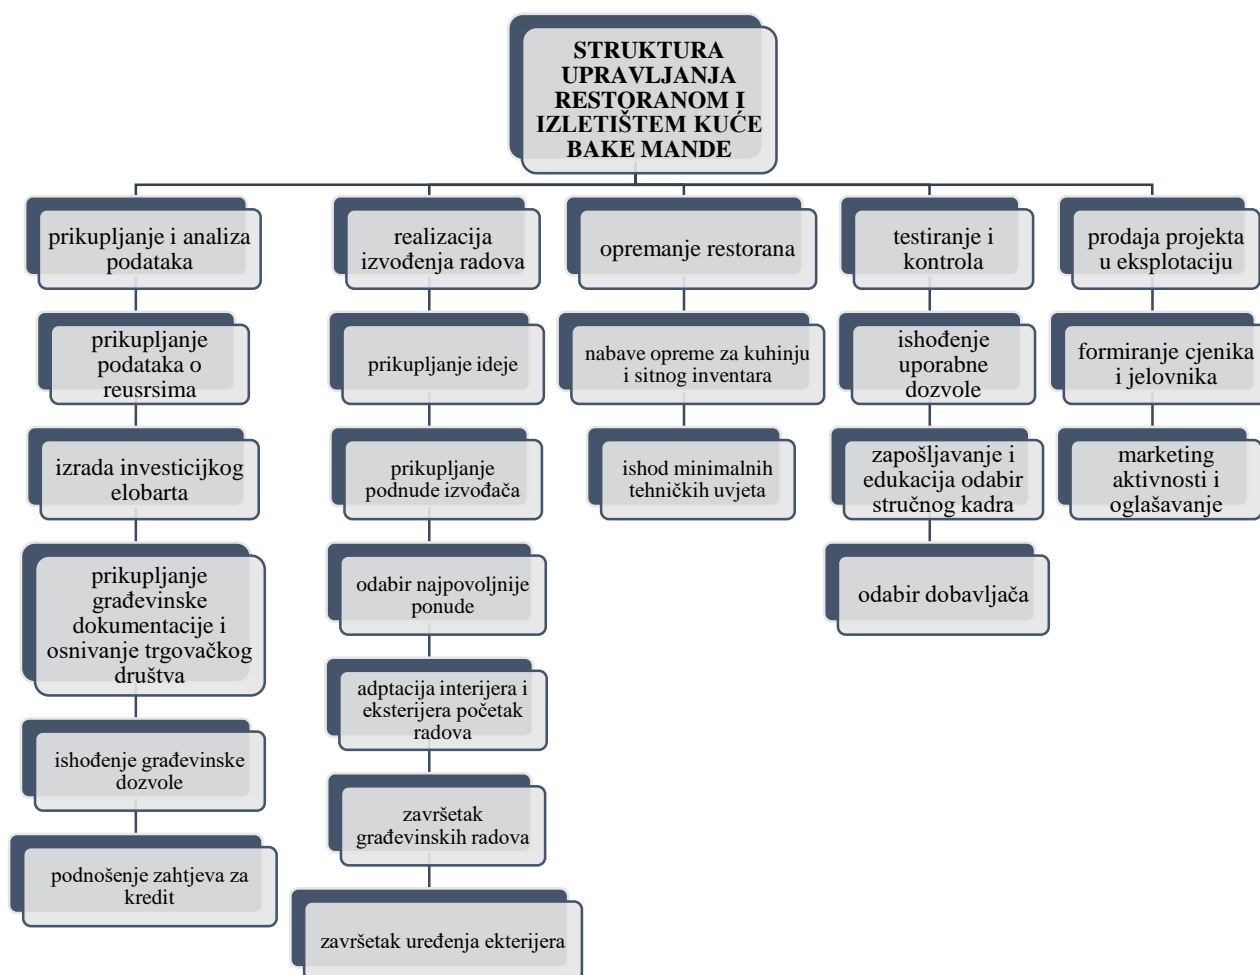 STRUKTURA
UPRAVLJANJA
RESTORANOM I
IZLETIŠTEM KUĆE
BAKE MANDE
prikupljanje i analiza
podataka
prikupljanje
podataka o
reusrsima
izrada investicijkog
elobarta
prikupljanje
građevinske
dokumentacije i
osnivanje trgovačkog
društva
ishođenje građevinske
dozvole
podnošenje zahtjeva za
kredit
realizacija
izvođenja radova
prikupljanje ideje
prikupljanje
podnude izvođača
odabir najpovoljnije
ponude
adptacija interijera i
eksterijera početak
radova
završetak
građevinskih radova
završetak uređenja ekterijera
opremanje restorana
nabave opreme za kuhinju
i sitnog inventara
ishod minimalnih
tehničkih uvjeta
testiranje i
kontrola
ishođenje
uporabne
dozvole
zapošljavanje i
edukacija odabir
stručnog kadra
odabir dobavljača
prodaja projekta
u eksplotaciju
formiranje cjenika
i jelovnika
marketing
aktivnosti i
oglašavanje